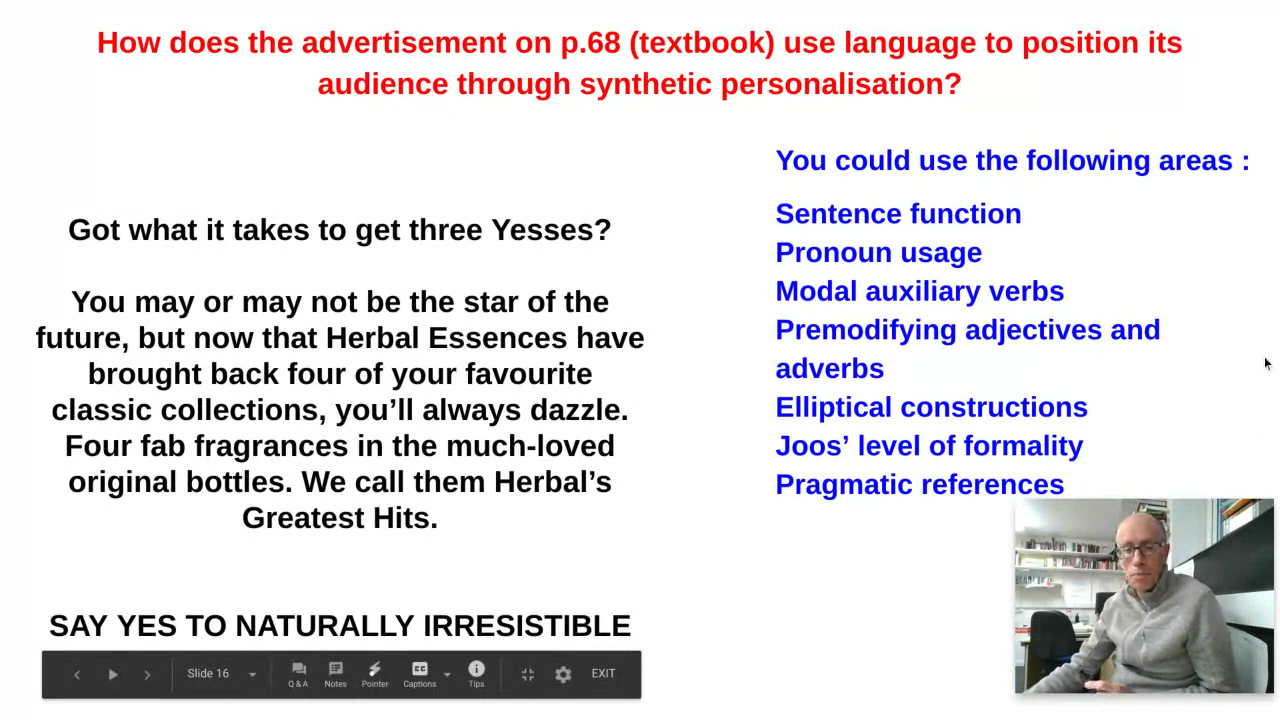 How does the advertisement on p.68 (textbook) use language to position its
audience through synthetic personalisation?
Got what it takes to get three Yesses?
You may or may not be the star of the
future, but now that Herbal Essences have
brought back four of your favourite
classic collections, you’ll always dazzle.
Four fab fragrances in the much-loved
original bottles. We call them Herbal’s
Greatest Hits.
SAY YES TO NATURALLY IRRESISTIBLE
You could use the following areas :
Sentence function
Pronoun usage
Modal auxiliary verbs
Premodifying adjectives and
adverbs
Elliptical constructions
Joos’ level of formality
Pragmatic references
Slide 16
Q & A
Notes
Pointer
CC
Captions
Tips
EXIT